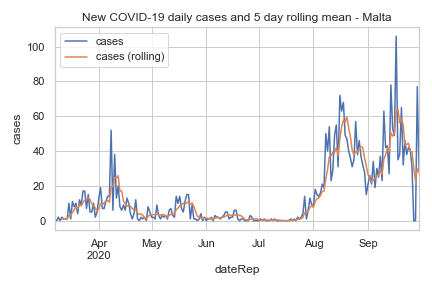 New COVID-19 daily cases and 5 day rolling mean - Malta
cases
cases (rolling)
cases
100
80
60
40
20
0
Apr
2020
May
Jun
Jul
Aug
Sep
dateRep